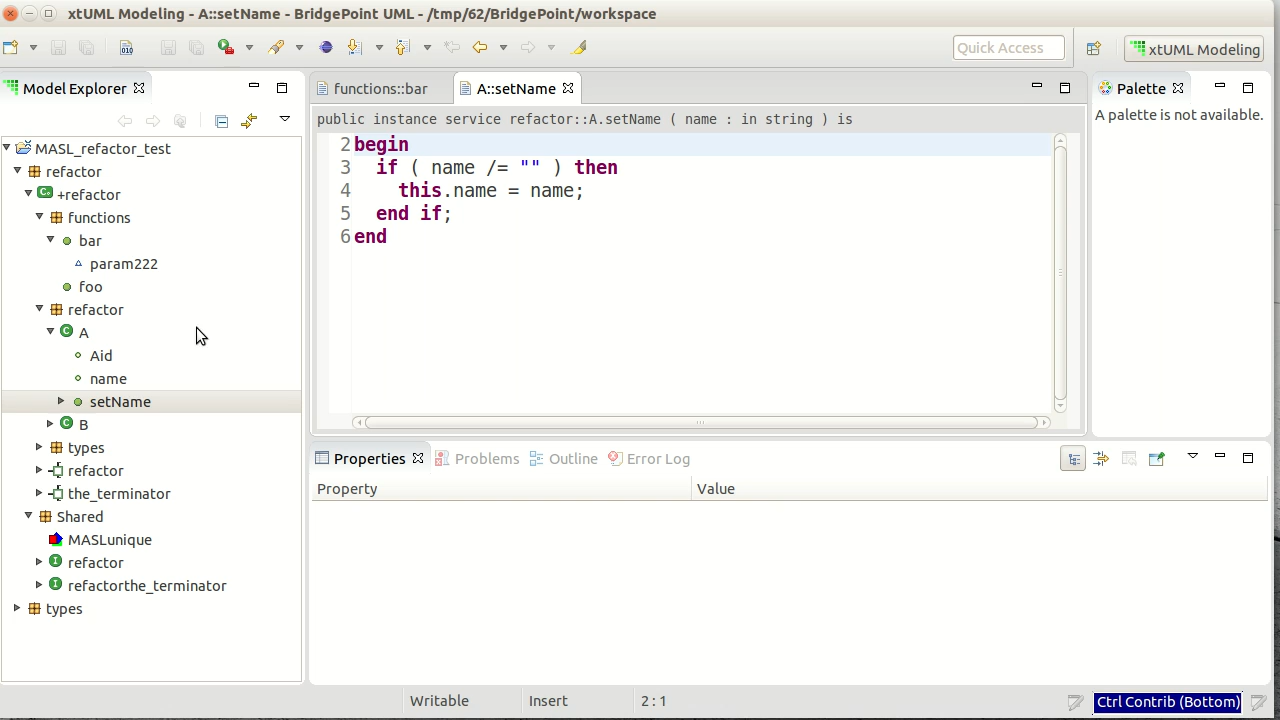 xtUML Modeling - A::setName - BridgePoint UML - /tmp/62/BridgePoint/workspace
Quick Access
xtUML Modeling
Model Explorer
MASL_refactor_test
refactor
+refactor
functions
bar
param222
foo
refactor
A
Aid
name
setName
B
types
refactor
the_terminator
Shared
MASLunique
refactor
refactorthe_terminator
types
functions::bar
A::setName
public instance service refactor::A.setName ( name : in string ) is
2 begin
3 if ( name /= "" ) then
4 this.name = name;
5 end if;
6 end
Palette
A palette is not available.
Properties
Problems
Outline
Error Log
Property
Value
Writable
Insert
2 : 1
Ctrl Contrib (Bottom)